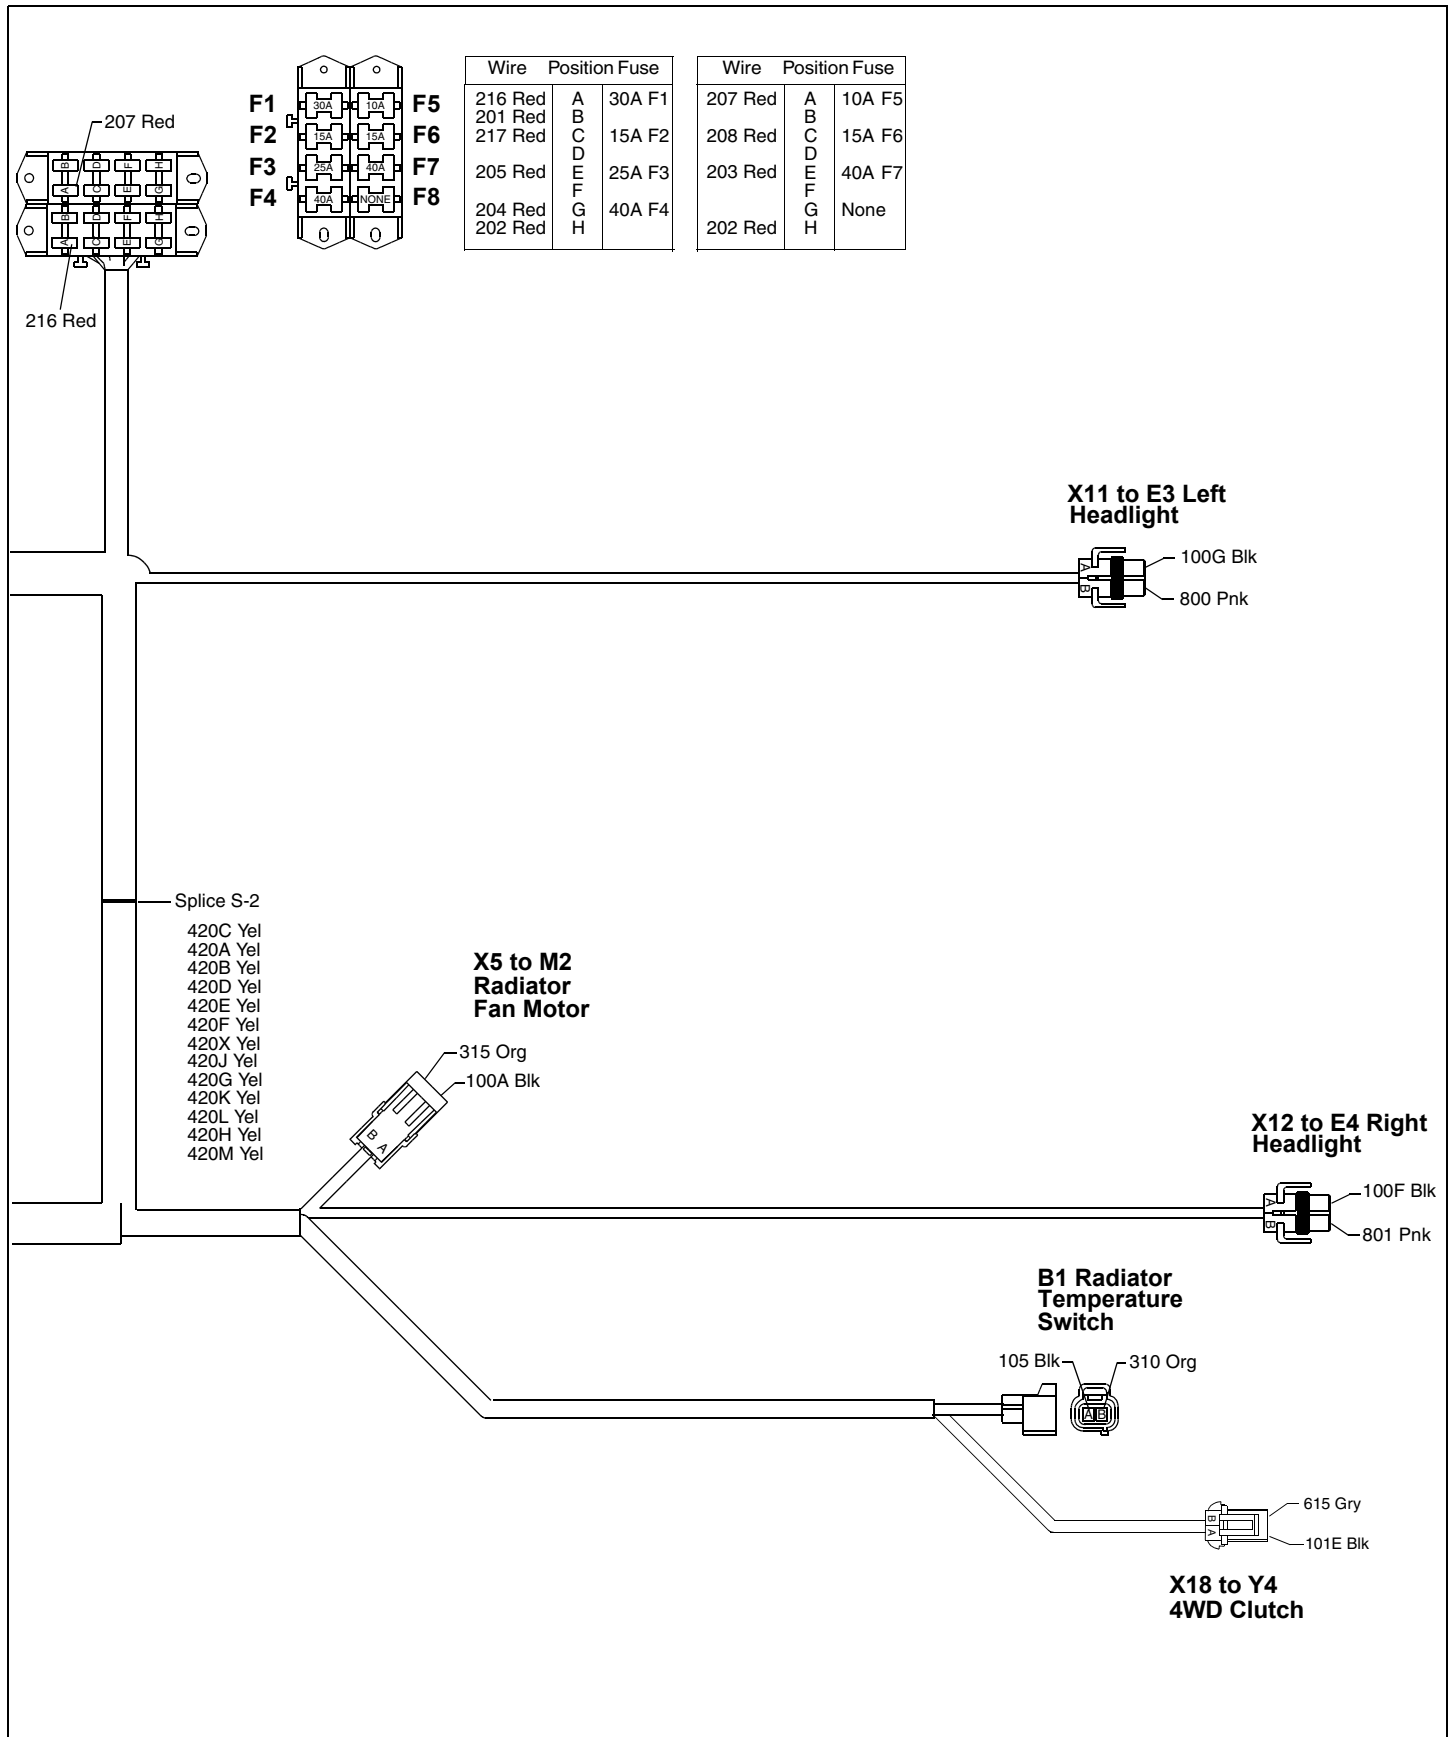 207 Red
B D F H
A C E G
B D F H
A C E G
216 Red
F1 30A 10A F5
F2 15A 15A F6
F3 25A 40A F7
F4 40A NONE F8
Wire Position Fuse
216 Red A 30A F1
201 Red B
217 Red C 15A F2
D
205 Red E 25A F3
F
204 Red G 40A F4
202 Red H
Wire Position Fuse
207 Red A 10A F5
B
208 Red C 15A F6
D
203 Red E 40A F7
F
G None
202 Red H
X11 to E3 Left
Headlight
A
B
100G Blk
800 Pnk
Splice S-2
420C Yel
420A Yel
420B Yel
420D Yel
420E Yel
420F Yel
420X Yel
420J Yel
420G Yel
420K Yel
420L Yel
420H Yel
420M Yel
X5 to M2
Radiator
Fan Motor
315 Org
100A Blk
B A
X12 to E4 Right
Headlight
A
B
100F Blk
801 Pnk
B1 Radiator
Temperature
Switch
105 Blk
310 Org
A B
B
A
615 Gry
101E Blk
X18 to Y4
4WD Clutch